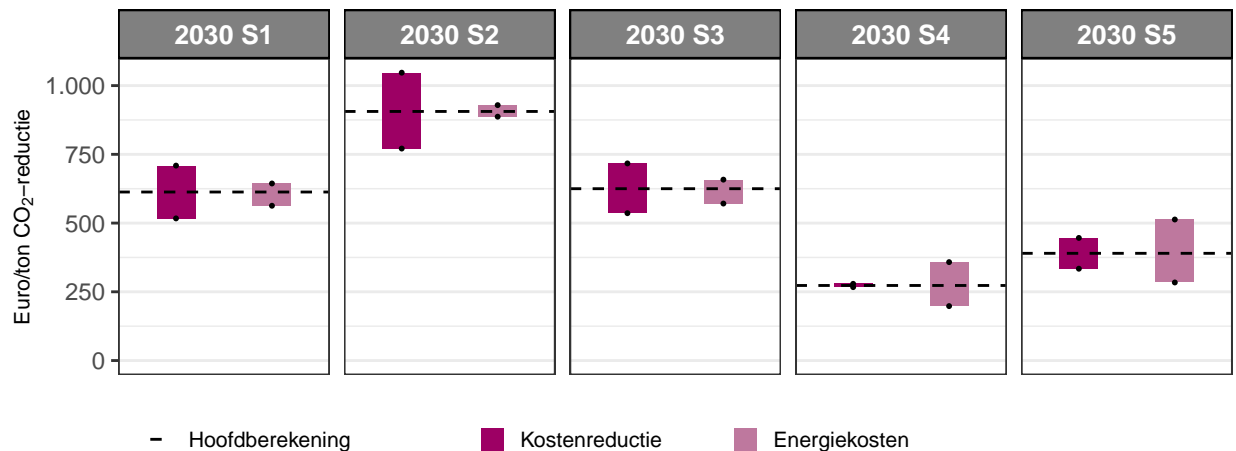 2030 S1 2030 S2 2030 S3 2030 S4 2030 S5
Euro/ton CO₂−reductie
1.000
750
500
250
0
Hoofdberekening Kostenreductie Energiekosten